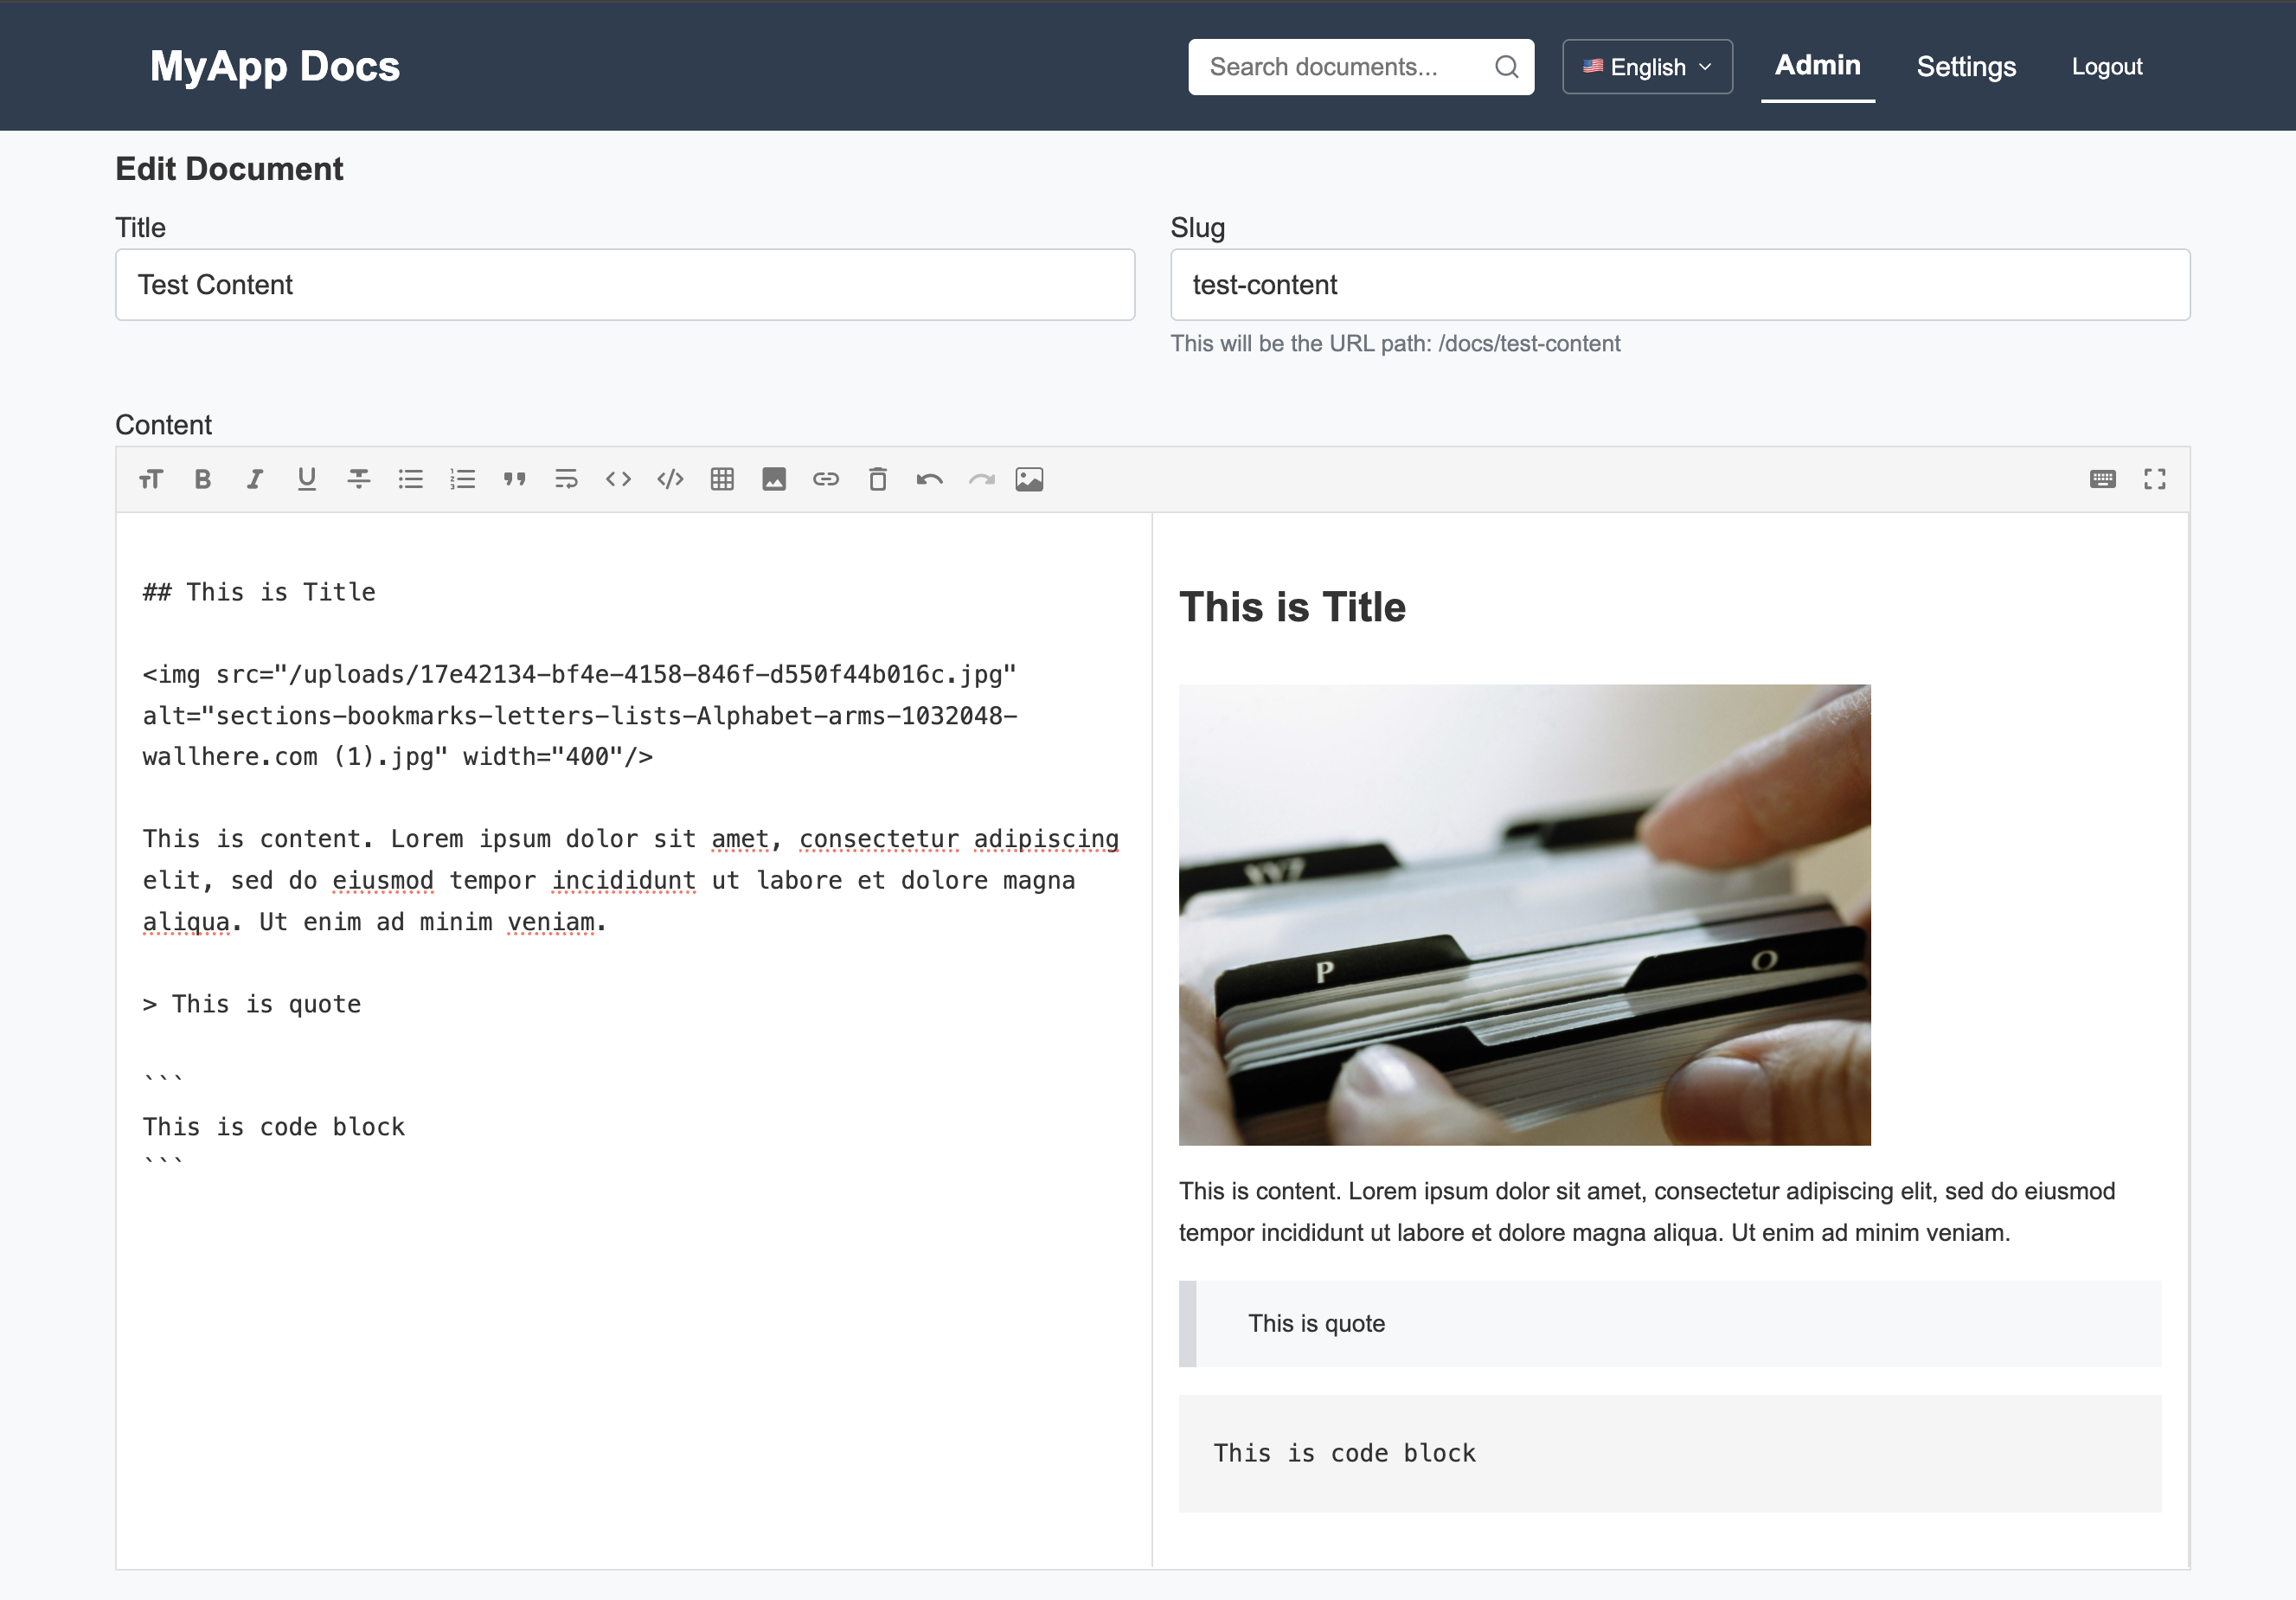 MyApp Docs
Search documents...
English
Admin
Settings
Logout
Edit Document
Title
Slug
Test Content
test-content
This will be the URL path: /docs/test-content
Content
## This is Title
<img src="/uploads/17e42134-bf4e-4158-846f-d550f44b016c.jpg"
alt="sections-bookmarks-letters-lists-Alphabet-arms-1032048-
wallhere.com (1).jpg" width="400"/>
This is content. Lorem ipsum dolor sit amet, consectetur adipiscing
elit, sed do eiusmod tempor incididunt ut labore et dolore magna
aliqua. Ut enim ad minim veniam.
> This is quote
```
This is code block
```
This is Title
P
O
This is content. Lorem ipsum dolor sit amet, consectetur adipiscing elit, sed do eiusmod
tempor incididunt ut labore et dolore magna aliqua. Ut enim ad minim veniam.
This is quote
This is code block